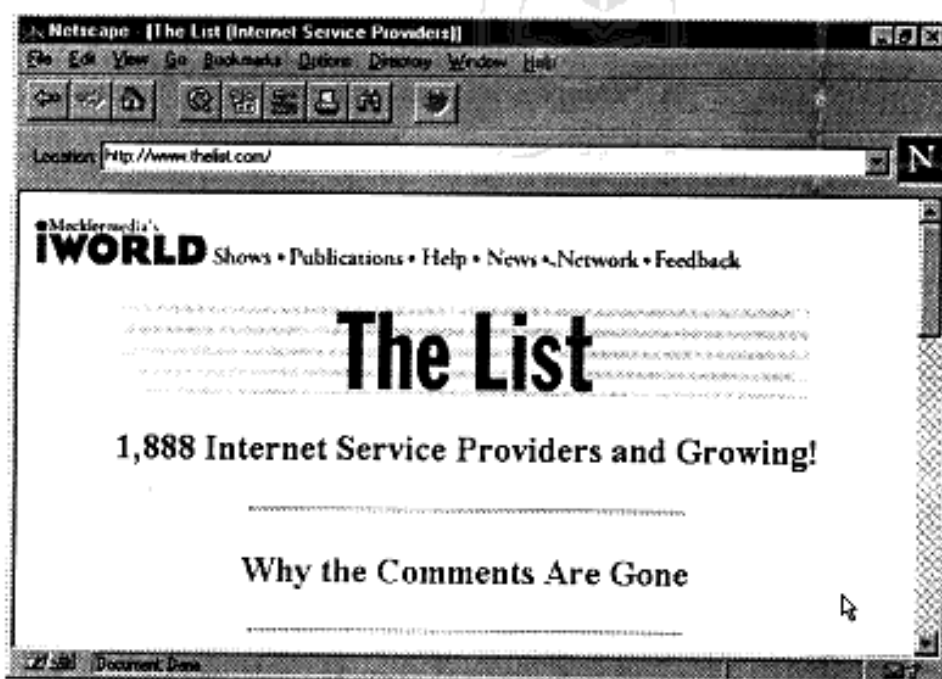 Netscape - [The List (Internet Service Providers)]
File Edit View Go Bookmarks Options Directory Window Help
Location: http://www.thelist.com/
N
Mecklermedia's
iWORLD Shows • Publications • Help • News • Network • Feedback
The List
1,888 Internet Service Providers and Growing!
Why the Comments Are Gone
Document: Done